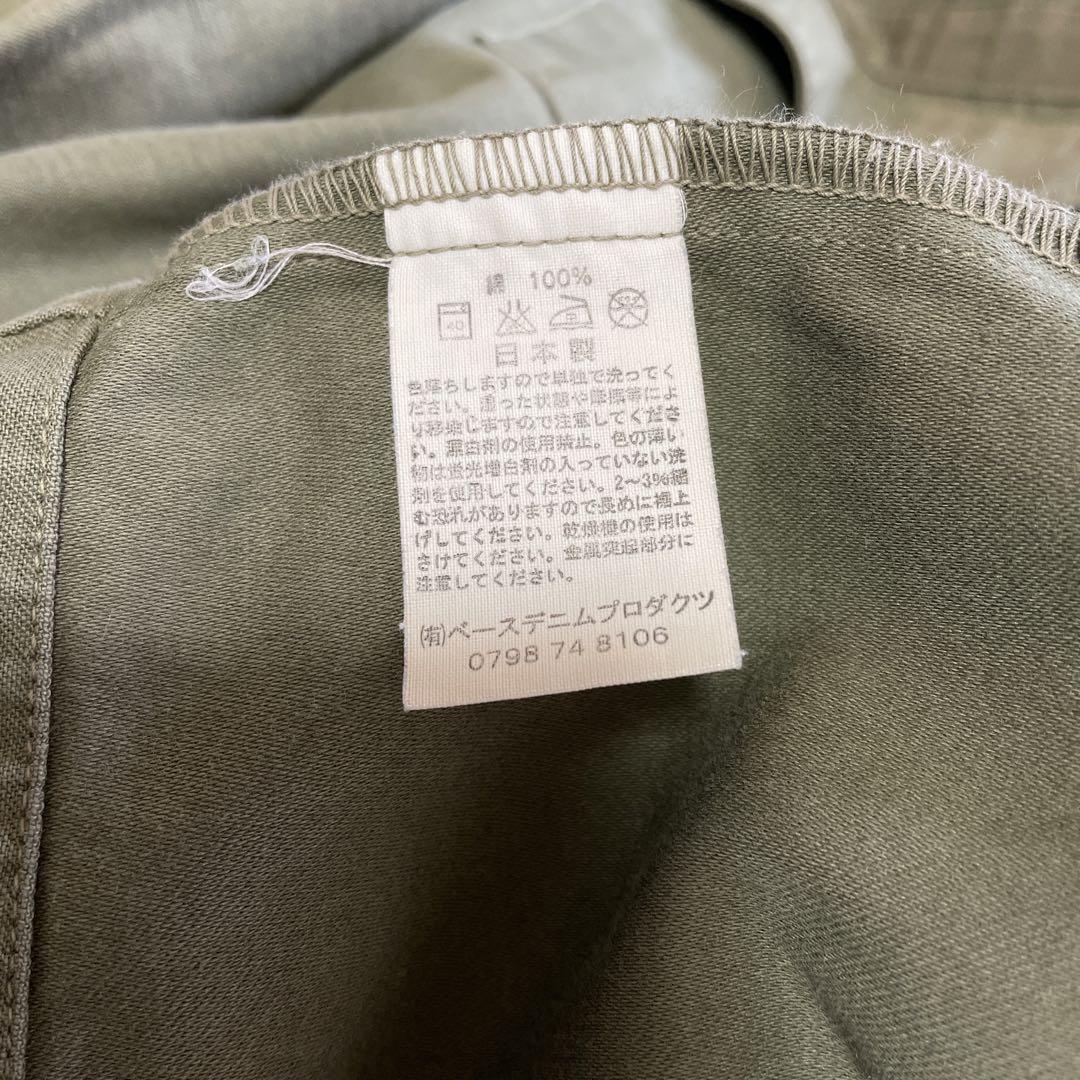 綿 100%
40
日本製
色落ちしますので単独で洗ってく
ださい。湿った状態や摩擦等によ
り移染しますので注意してくださ
い。漂白剤の使用禁止。色の薄い
物は蛍光増白剤の入っていない洗
剤を使用してください。2～3%縮
む恐れがありますので長めに裾上
げしてください。乾燥機の使用は
さけてください。金属突起部分に
注意してください。
㈲ベースデニムプロダクツ
0798 74 8106